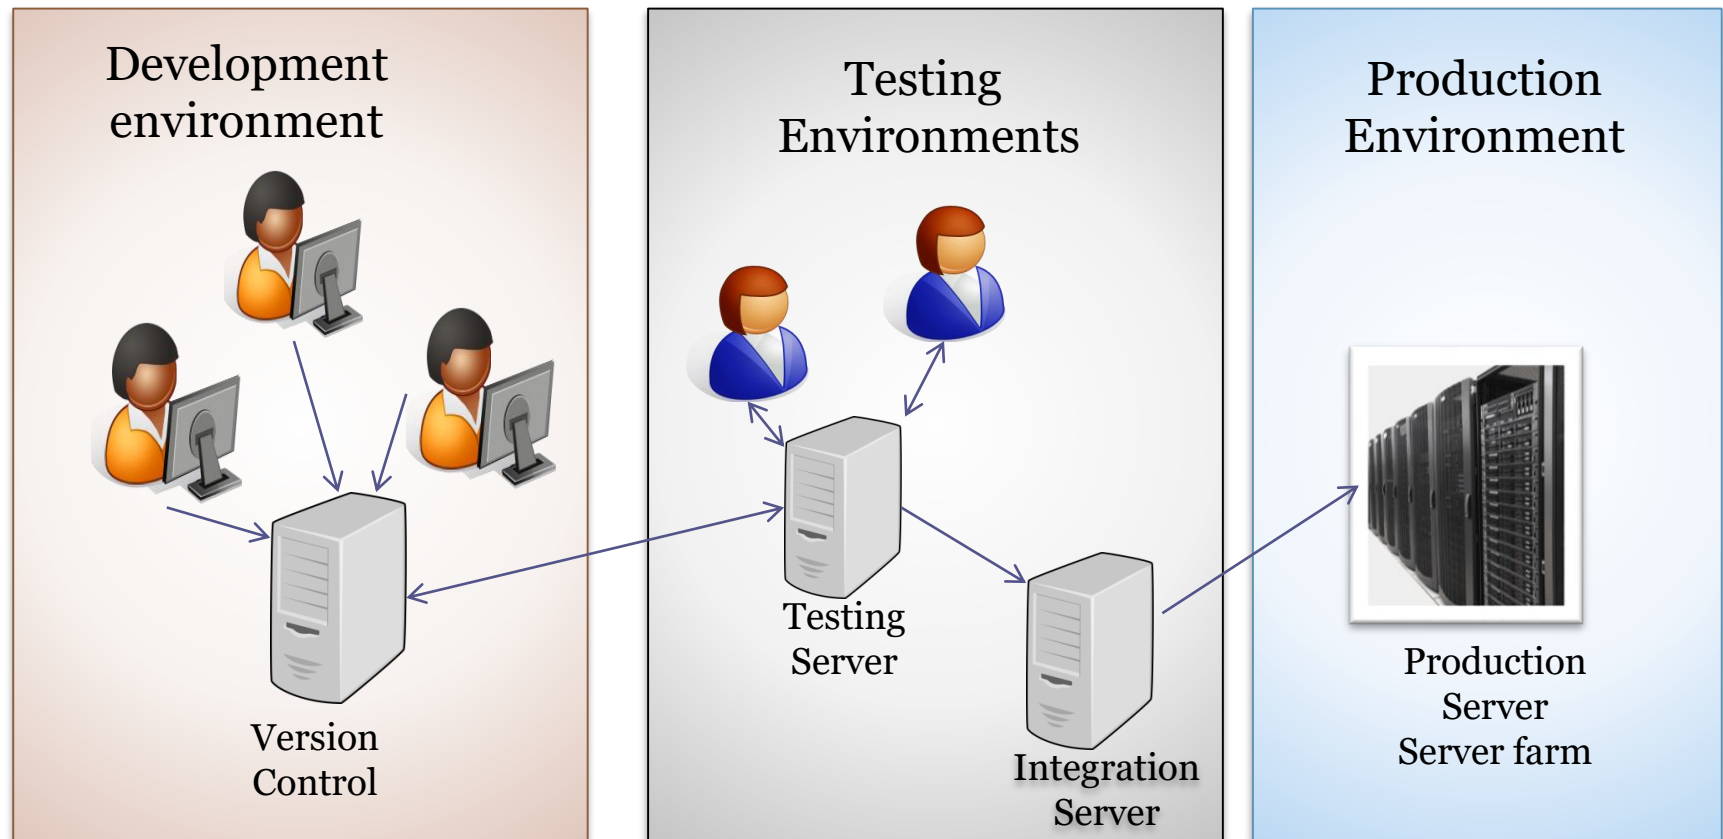 Development
environment
Version
Control
Testing
Environments
Testing
Server
Integration
Server
Production
Environment
Production
Server
Server farm